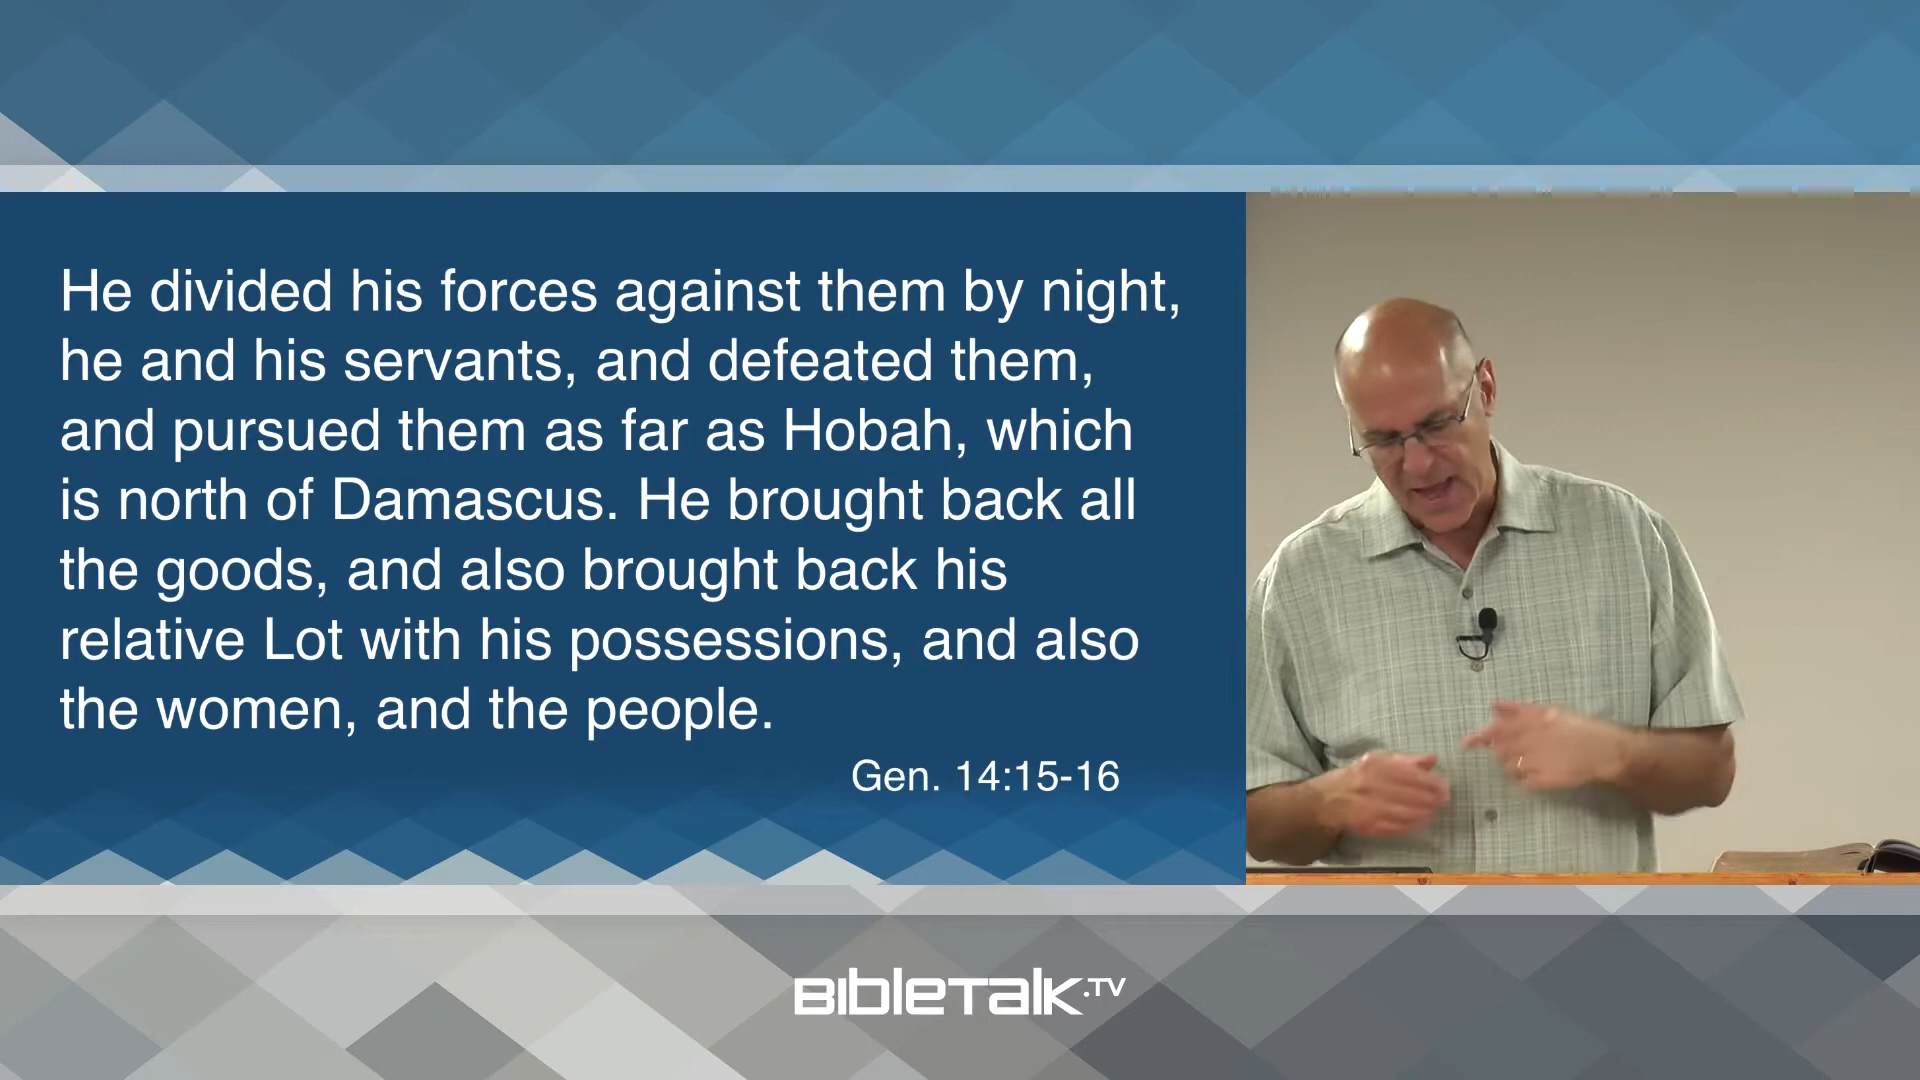 He divided his forces against them by night,
he and his servants, and defeated them,
and pursued them as far as Hobah, which
is north of Damascus. He brought back all
the goods, and also brought back his
relative Lot with his possessions, and also
the women, and the people.
Gen. 14:15-16
BIBLETALK.TV